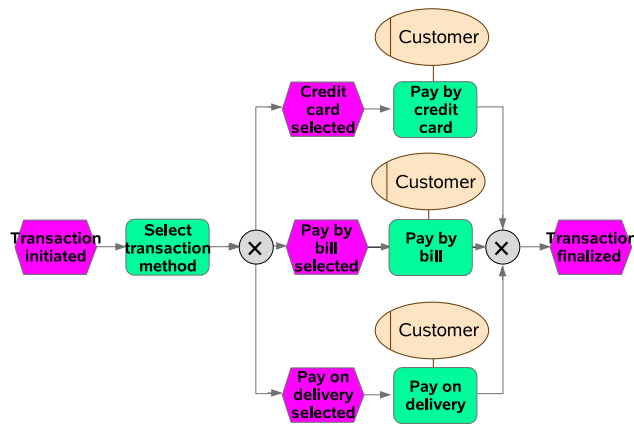 Customer
Credit
card
selected
Pay by
credit
card
Customer
Transaction
initiated
Select
transaction
method
×
Pay by
bill
selected
Pay by
bill
×
Transaction
finalized
Customer
Pay on
delivery
selected
Pay on
delivery